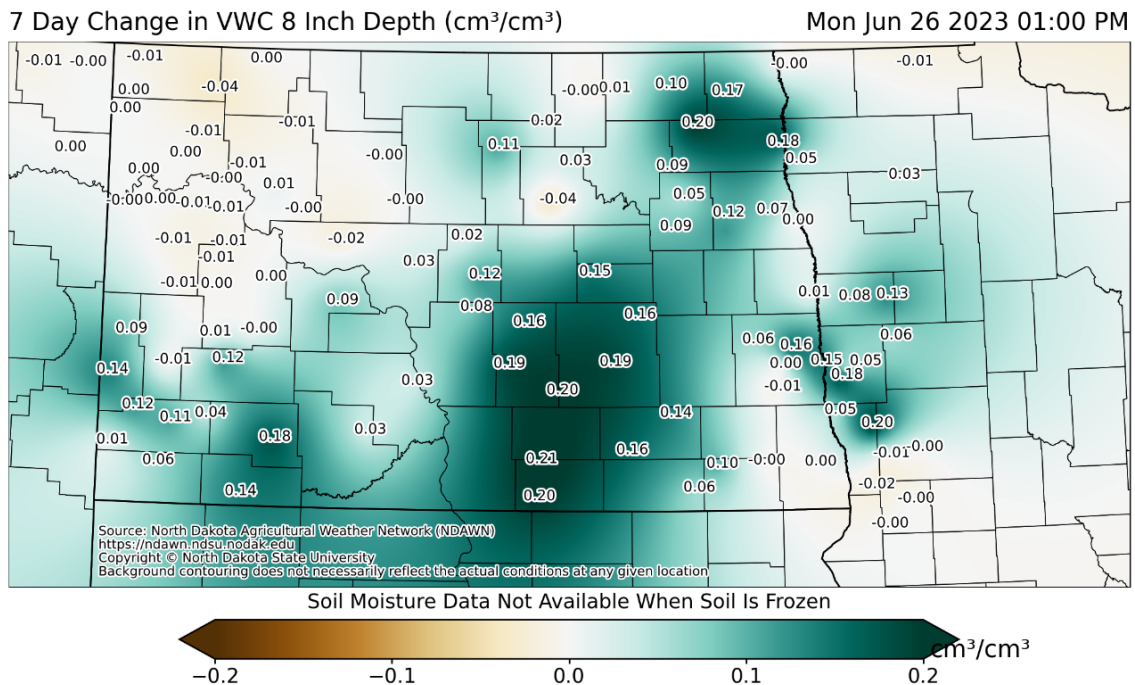 7 Day Change in VWC 8 Inch Depth (cm³/cm³) Mon Jun 26 2023 01:00 PM
-0.01 -0.00 -0.01 0.00 -0.00 -0.01
0.00 -0.04 -0.00 0.01 0.10 0.17
0.00 -0.01 -0.01 0.02 0.20
0.00 0.00 -0.00 0.11 0.18
0.00 -0.01 0.03 0.09 0.05
-0.00 0.01 0.03
-0.00 0.00 -0.01 -0.01 -0.00 -0.00 -0.04 0.05 0.12 0.07 0.00
-0.01 -0.01 -0.02 0.02 0.09
-0.01 0.03
-0.01 0.00 0.00 0.12 0.15
0.09 0.08 0.01 0.08 0.13
0.09 0.01 -0.00 0.16 0.16
0.06 0.16 0.06
0.14 -0.01 0.12 0.19 0.19 0.00 0.15 0.05
0.03 0.20 -0.01 0.18
0.12 0.11 0.04 0.14 0.05
0.01 0.18 0.03 0.20
0.06 0.21 0.16 0.10 -0.00 0.00 -0.01 -0.00
0.14 0.20 0.06 -0.02 -0.00
-0.00
Source: North Dakota Agricultural Weather Network (NDAWN)
https://ndawn.ndsu.nodak.edu
Copyright © North Dakota State University
Background contouring does not necessarily reflect the actual conditions at any given location
Soil Moisture Data Not Available When Soil Is Frozen
cm³/cm³
−0.2 −0.1 0.0 0.1 0.2